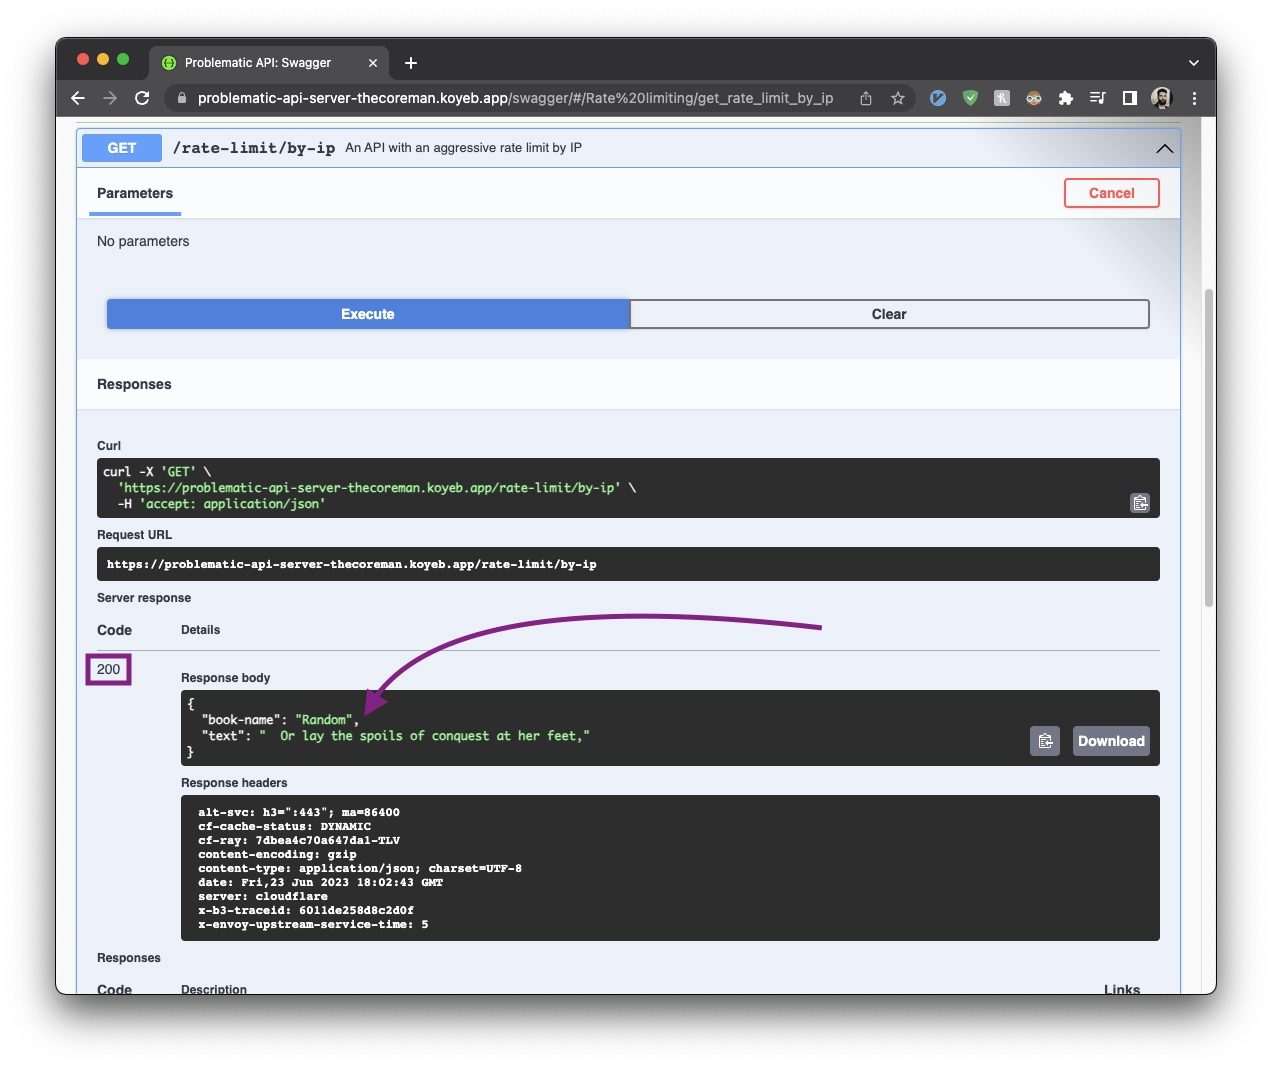 Problematic API: Swagger
problematic-api-server-thecoreman.koyeb.app/swagger/#/Rate%20limiting/get_rate_limit_by_ip
GET /rate-limit/by-ip An API with an aggressive rate limit by IP
Parameters
Cancel
No parameters
Execute
Clear
Responses
Curl
curl -X 'GET' \
'https://problematic-api-server-thecoreman.koyeb.app/rate-limit/by-ip' \
-H 'accept: application/json'
Request URL
https://problematic-api-server-thecoreman.koyeb.app/rate-limit/by-ip
Server response
Code Details
200
Response body
{
"book-name": "Random",
"text": "  Or lay the spoils of conquest at her feet,"
}
Download
Response headers
alt-svc: h3=":443"; ma=86400
cf-cache-status: DYNAMIC
cf-ray: 7dbea4c70a647da1-TLV
content-encoding: gzip
content-type: application/json; charset=UTF-8
date: Fri,23 Jun 2023 18:02:43 GMT
server: cloudflare
x-b3-traceid: 6011de258d8c2d0f
x-envoy-upstream-service-time: 5
Responses
Code Description Links